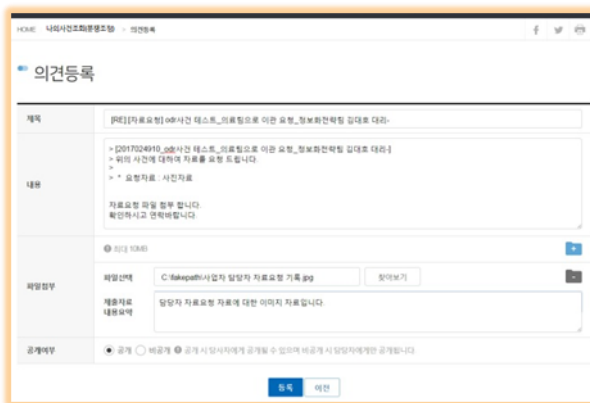 HOME 나의사건조회(분쟁조정) > 의견등록
의견등록
제목
[RE] [자료요청] odr사건 테스트_의료팀으로 이관 요청_정보화전략팀 김대호 대리-
내용
> [2017024910_odr사건 테스트_의료팀으로 이관 요청_정보화전략팀 김대호 대리-]
> 위의 사건에 대하여 자료를 요청 드립니다.
>
> * 요청자료 : 사진자료
자료요청 파일 첨부 합니다.
확인하시고 연락바랍니다.
파일첨부
최대 10MB
파일선택 C:\fakepath\사업자 담당자 자료요청 기록.jpg 찾아보기
제출자료
내용요약
담당자 자료요청 자료에 대한 이미지 자료입니다.
공개여부
공개 비공개 공개 시 당사자에게 공개될 수 있으며 비공개 시 담당자에게만 공개됩니다.
등록 이전